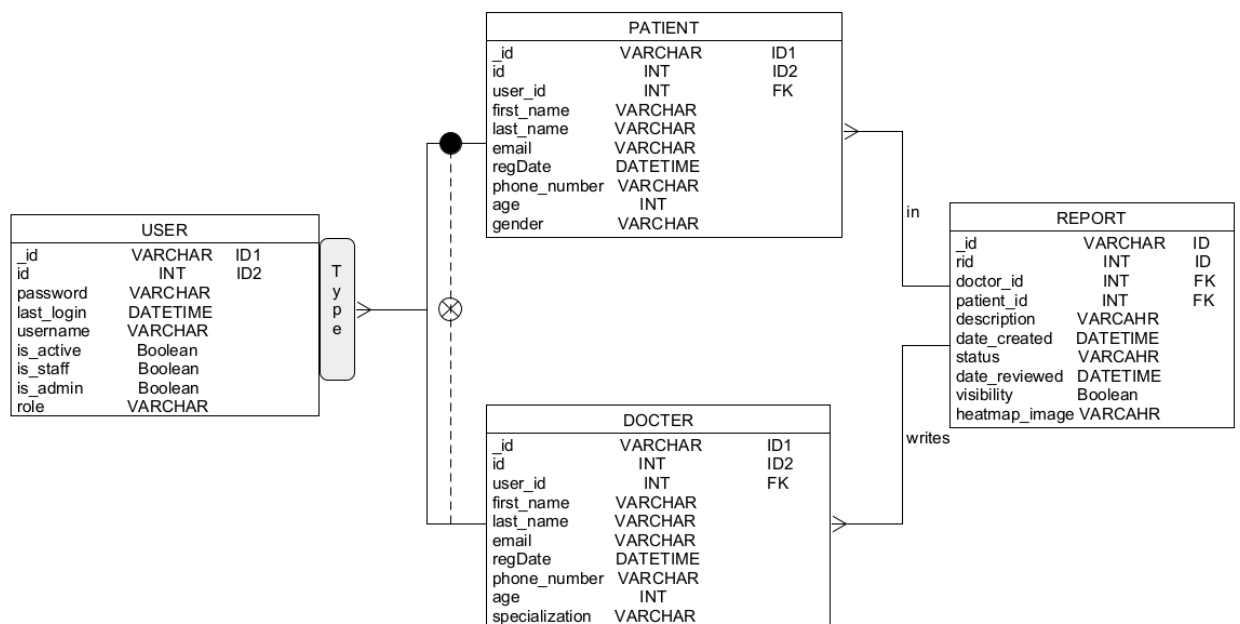 PATIENT
_id VARCHAR ID1
id INT ID2
user_id INT FK
first_name VARCHAR
last_name VARCHAR
email VARCHAR
regDate DATETIME
phone_number VARCHAR
age INT
gender VARCHAR
USER
_id VARCHAR ID1
id INT ID2
password VARCHAR
last_login DATETIME
username VARCHAR
is_active Boolean
is_staff Boolean
is_admin Boolean
role VARCHAR
Type
in
REPORT
_id VARCHAR ID
rid INT ID
doctor_id INT FK
patient_id INT FK
description VARCAHR
date_created DATETIME
status VARCAHR
date_reviewed DATETIME
visibility Boolean
heatmap_image VARCAHR
writes
DOCTER
_id VARCHAR ID1
id INT ID2
user_id INT FK
first_name VARCHAR
last_name VARCHAR
email VARCHAR
regDate DATETIME
phone_number VARCHAR
age INT
specialization VARCHAR